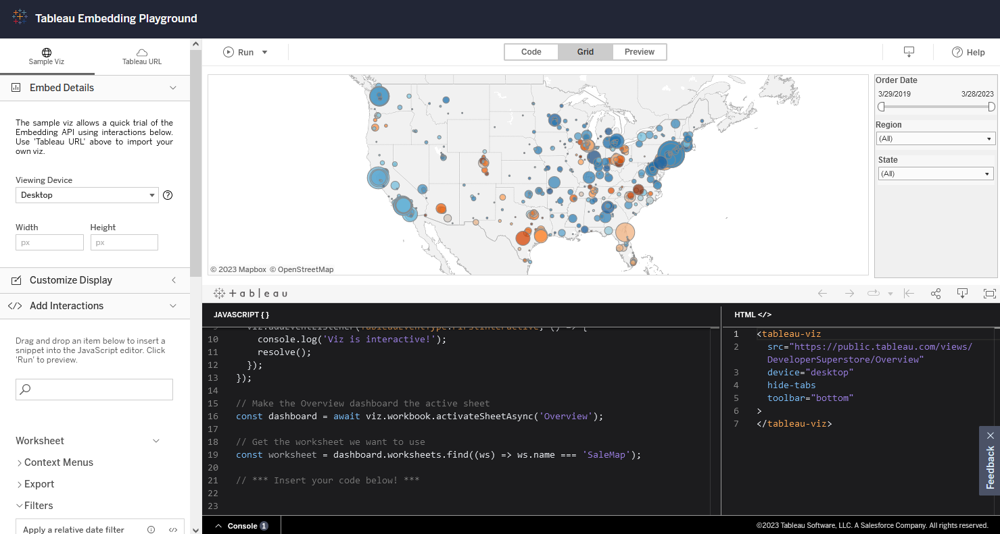 Tableau Embedding Playground
Sample Viz
Tableau URL
Embed Details
The sample viz allows a quick trial of the
Embedding API using interactions below.
Use 'Tableau URL' above to import your
own viz.
Viewing Device
Desktop
Width
Height
px
px
Customize Display
</> Add Interactions
Drag and drop an item below to insert a
snippet into the JavaScript editor. Click
'Run' to preview.
Worksheet
Context Menus
Export
Filters
Apply a relative date filter
Run
Code
Grid
Preview
Help
© 2023 Mapbox © OpenStreetMap
Order Date
3/29/2019
3/28/2023
Region
(All)
State
(All)
+ a b l e a u
JAVASCRIPT { }
9 viz.addEventListener(TableauEventType.FirstInteractive, () => {
10 console.log('Viz is interactive!');
11 resolve();
12 });
13 });
14
15 // Make the Overview dashboard the active sheet
16 const dashboard = await viz.workbook.activateSheetAsync('Overview');
17
18 // Get the worksheet we want to use
19 const worksheet = dashboard.worksheets.find((ws) => ws.name === 'SaleMap');
20
21 // *** Insert your code below! ***
22
23
HTML </>
1 <tableau-viz
2 src="https://public.tableau.com/views/
DeveloperSuperstore/Overview"
3 device="desktop"
4 hide-tabs
5 toolbar="bottom"
6 >
7 </tableau-viz>
Feedback
Console 1
©2023 Tableau Software, LLC. A Salesforce Company. All rights reserved.